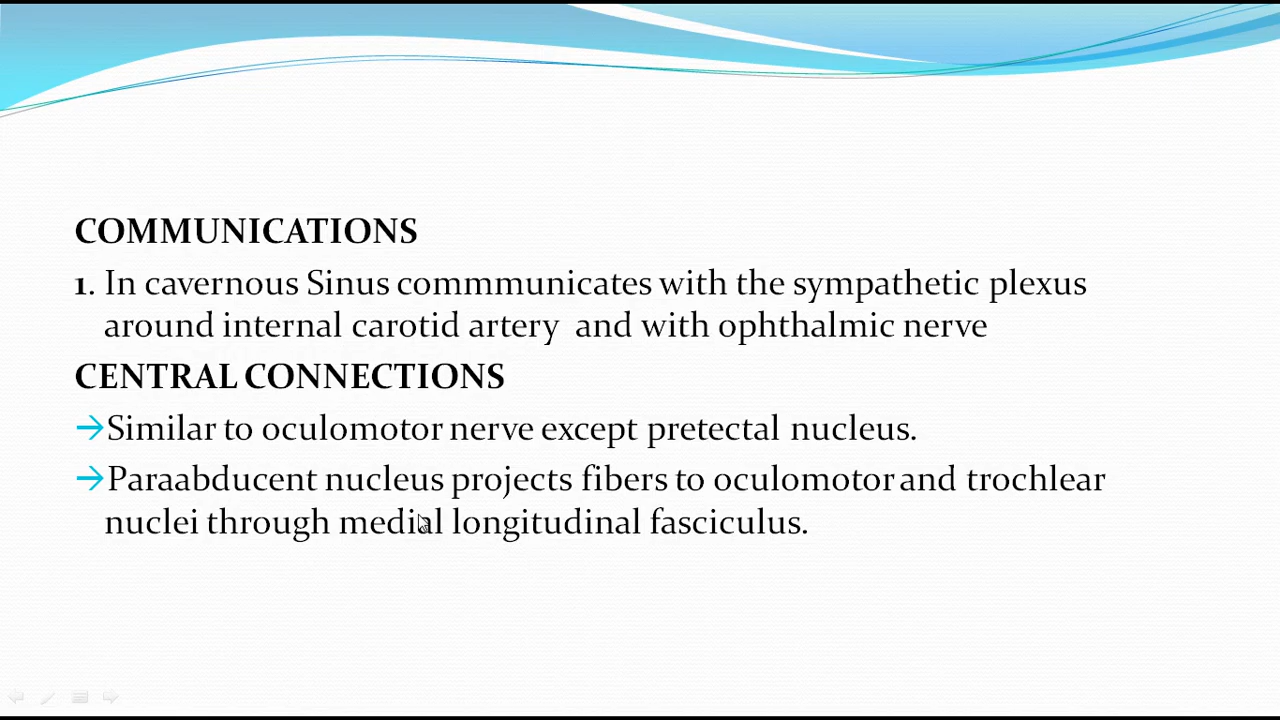 COMMUNICATIONS
1. In cavernous Sinus commmunicates with the sympathetic plexus
around internal carotid artery and with ophthalmic nerve
CENTRAL CONNECTIONS
→Similar to oculomotor nerve except pretectal nucleus.
→Paraabducent nucleus projects fibers to oculomotor and trochlear
nuclei through medial longitudinal fasciculus.